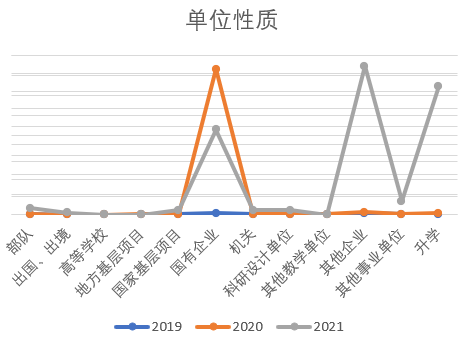 单位性质
部队
出国、出境
高等学校
地方基层项目
国家基层项目
国有企业
机关
科研设计单位
其他教学单位
其他企业
其他事业单位
升学
2019 2020 2021